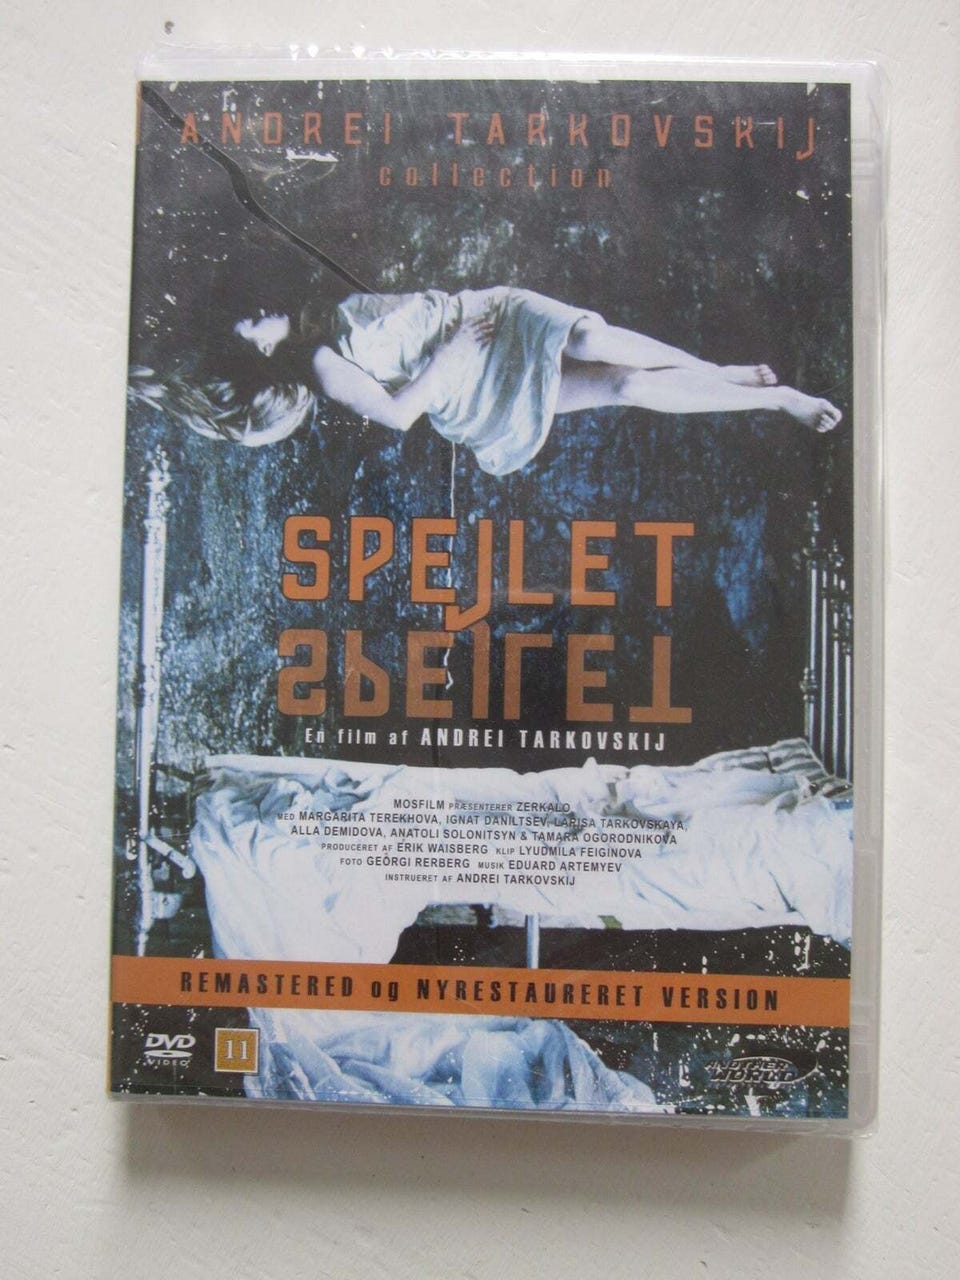 ANDREI TARKOVSKIJ
collection
SPEJLET
SPEJLET
En film af ANDREI TARKOVSKIJ
MOSFILM PRÆSENTERER ZERKALO
MED MARGARITA TEREKHOVA, IGNAT DANILTSEV, LARISA TARKOVSKAYA,
ALLA DEMIDOVA, ANATOLI SOLONITSYN & TAMARA OGORODNIKOVA
PRODUCERET AF ERIK WAISBERG KLIP LYUDMILA FEIGINOVA
FOTO GEORGI RERBERG MUSIK EDUARD ARTEMYEV
INSTRUERET AF ANDREI TARKOVSKIJ
REMASTERED og NYRESTAURERET VERSION
DVD
VIDEO
11
ANOTHER
WORLD